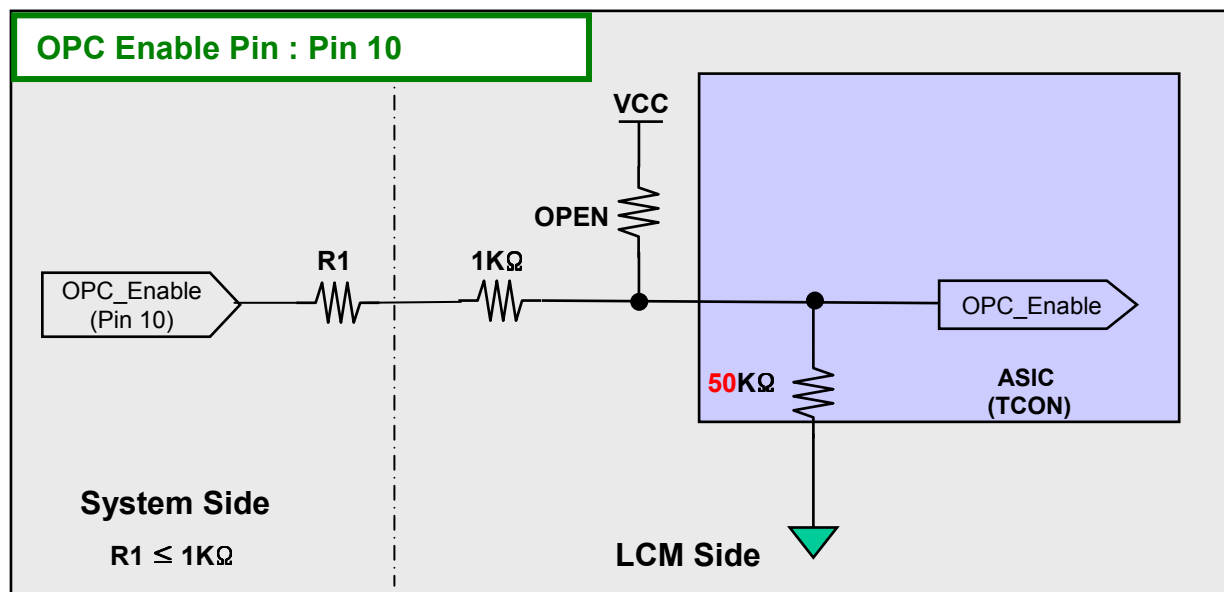 OPC Enable Pin : Pin 10
VCC
OPEN
R1
1KΩ
OPC_Enable
(Pin 10)
OPC_Enable
50KΩ
ASIC
(TCON)
System Side
R1 ≤ 1KΩ
LCM Side